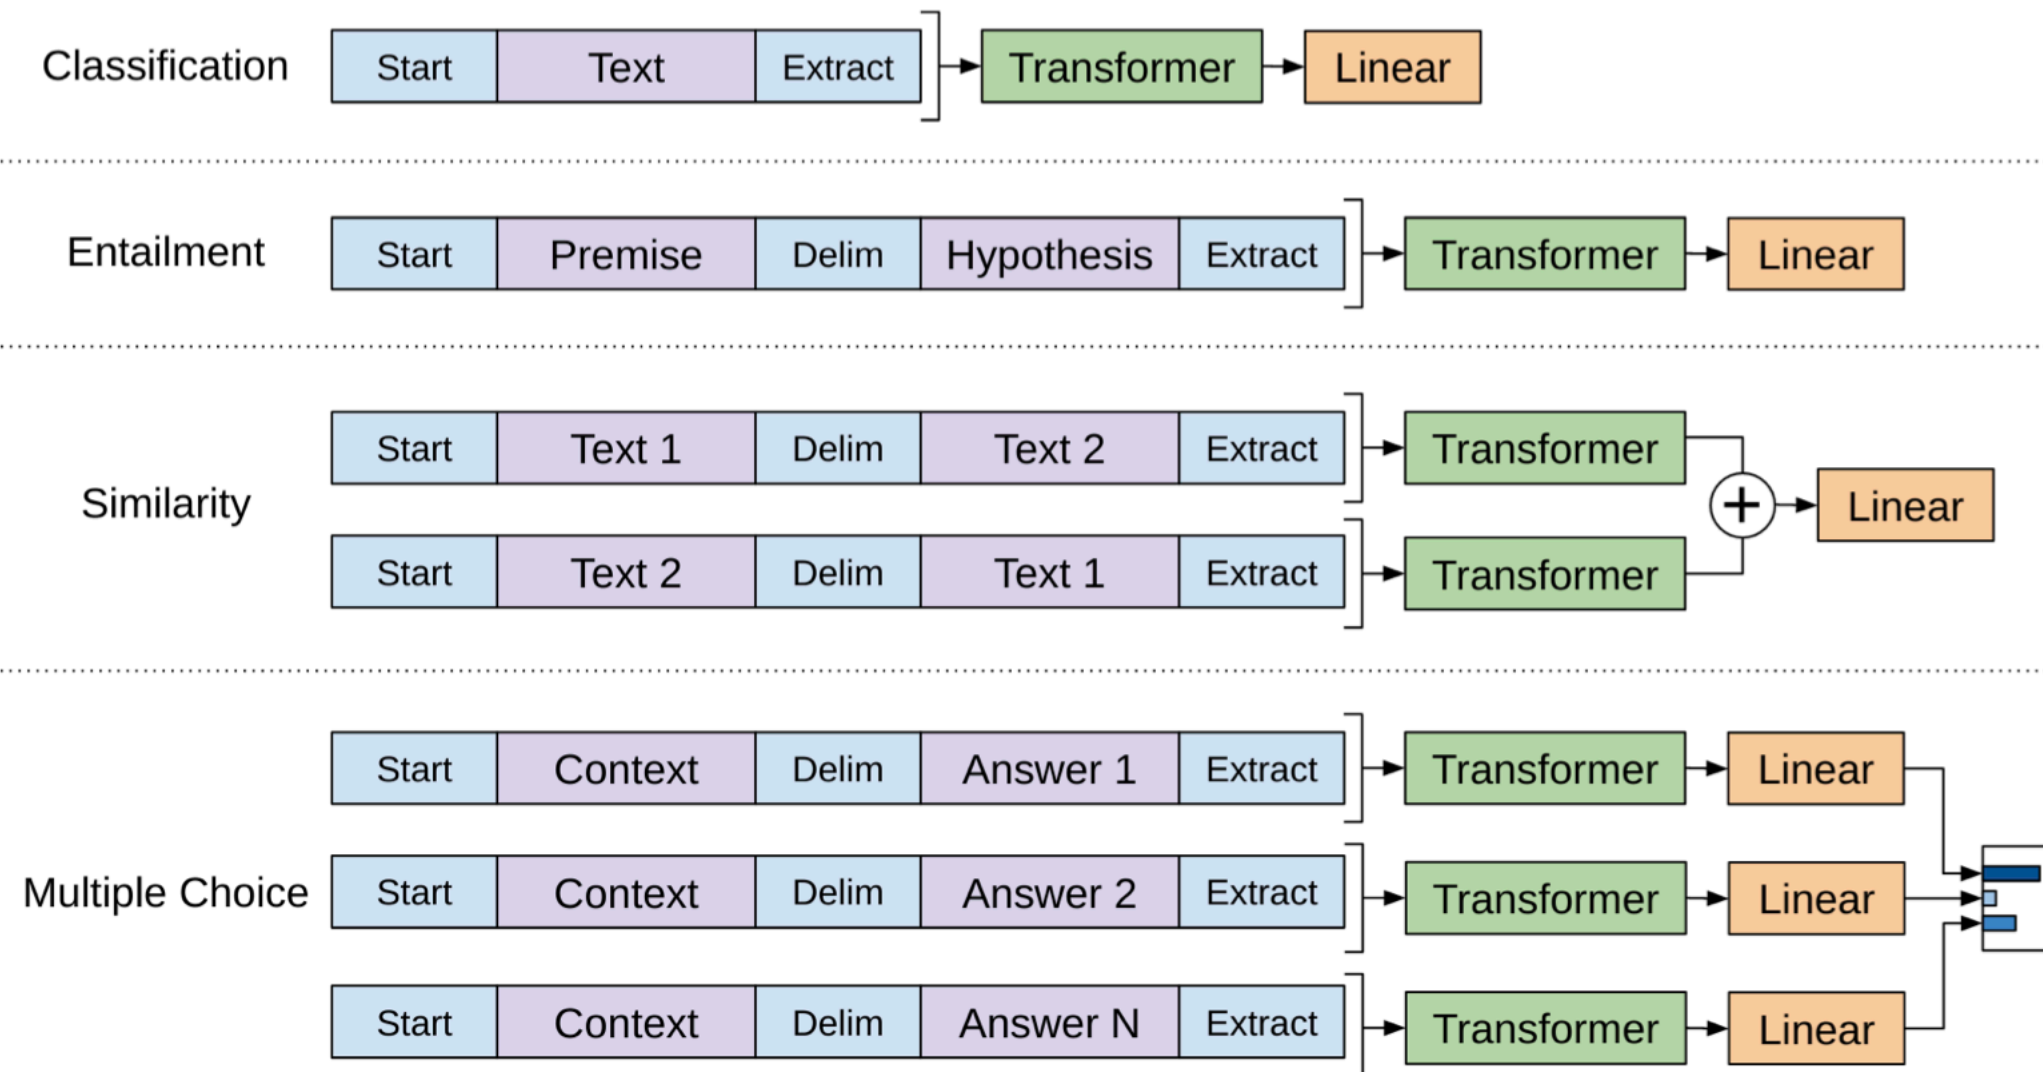 Classification Start Text Extract Transformer Linear
Entailment Start Premise Delim Hypothesis Extract Transformer Linear
Start Text 1 Delim Text 2 Extract Transformer
Similarity + Linear
Start Text 2 Delim Text 1 Extract Transformer
Start Context Delim Answer 1 Extract Transformer Linear
Multiple Choice Start Context Delim Answer 2 Extract Transformer Linear
Start Context Delim Answer N Extract Transformer Linear